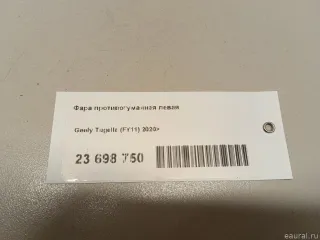 Фара противотуманная левая
Geely Tugella (FY11) 2020>
23 698 750
eaural.ru